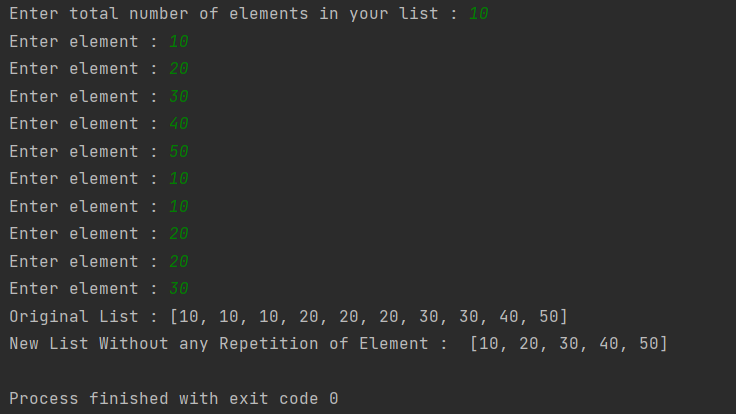 Enter total number of elements in your list : 10
Enter element : 10
Enter element : 20
Enter element : 30
Enter element : 40
Enter element : 50
Enter element : 10
Enter element : 10
Enter element : 20
Enter element : 20
Enter element : 30
Original List : [10, 10, 10, 20, 20, 20, 30, 30, 40, 50]
New List Without any Repetition of Element :  [10, 20, 30, 40, 50]
Process finished with exit code 0